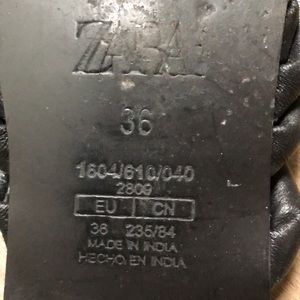 ZARA
36
1604/610/040
2809
EU CN
36 235/84
MADE IN INDIA
HECHO EN INDIA